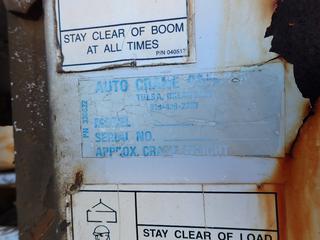 STAY CLEAR OF BOOM
AT ALL TIMES
P/N 040517
AUTO CRANE
TULSA,
MODEL
SERIAL NO.
APPROX. CRANE WEIGHT
STAY CLEAR OF LOAD